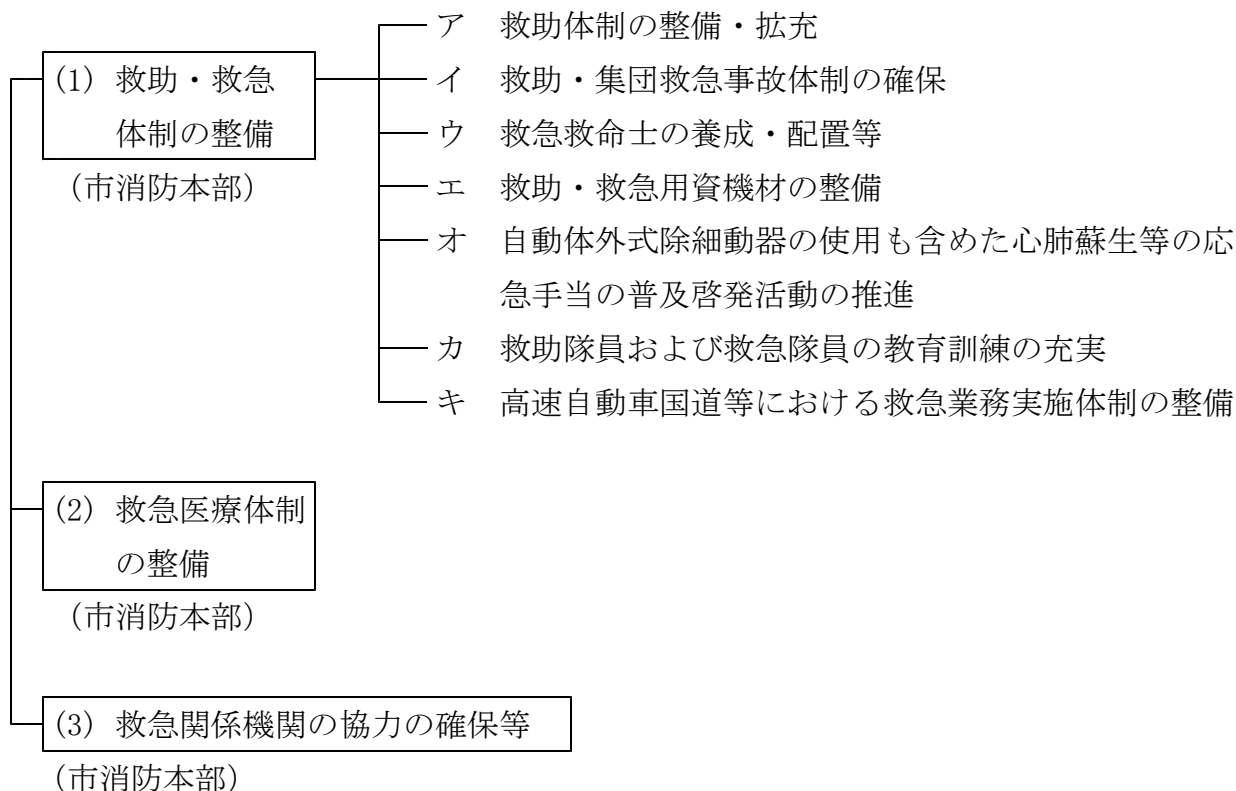 (1) 救助・救急
体制の整備
(市消防本部)
ア 救助体制の整備・拡充
イ 救助・集団救急事故体制の確保
ウ 救急救命士の養成・配置等
エ 救助・救急用資機材の整備
オ 自動体外式除細動器の使用も含めた心肺蘇生等の応
急手当の普及啓発活動の推進
カ 救助隊員および救急隊員の教育訓練の充実
キ 高速自動車国道等における救急業務実施体制の整備
(2) 救急医療体制
の整備
(市消防本部)
(3) 救急関係機関の協力の確保等
(市消防本部)